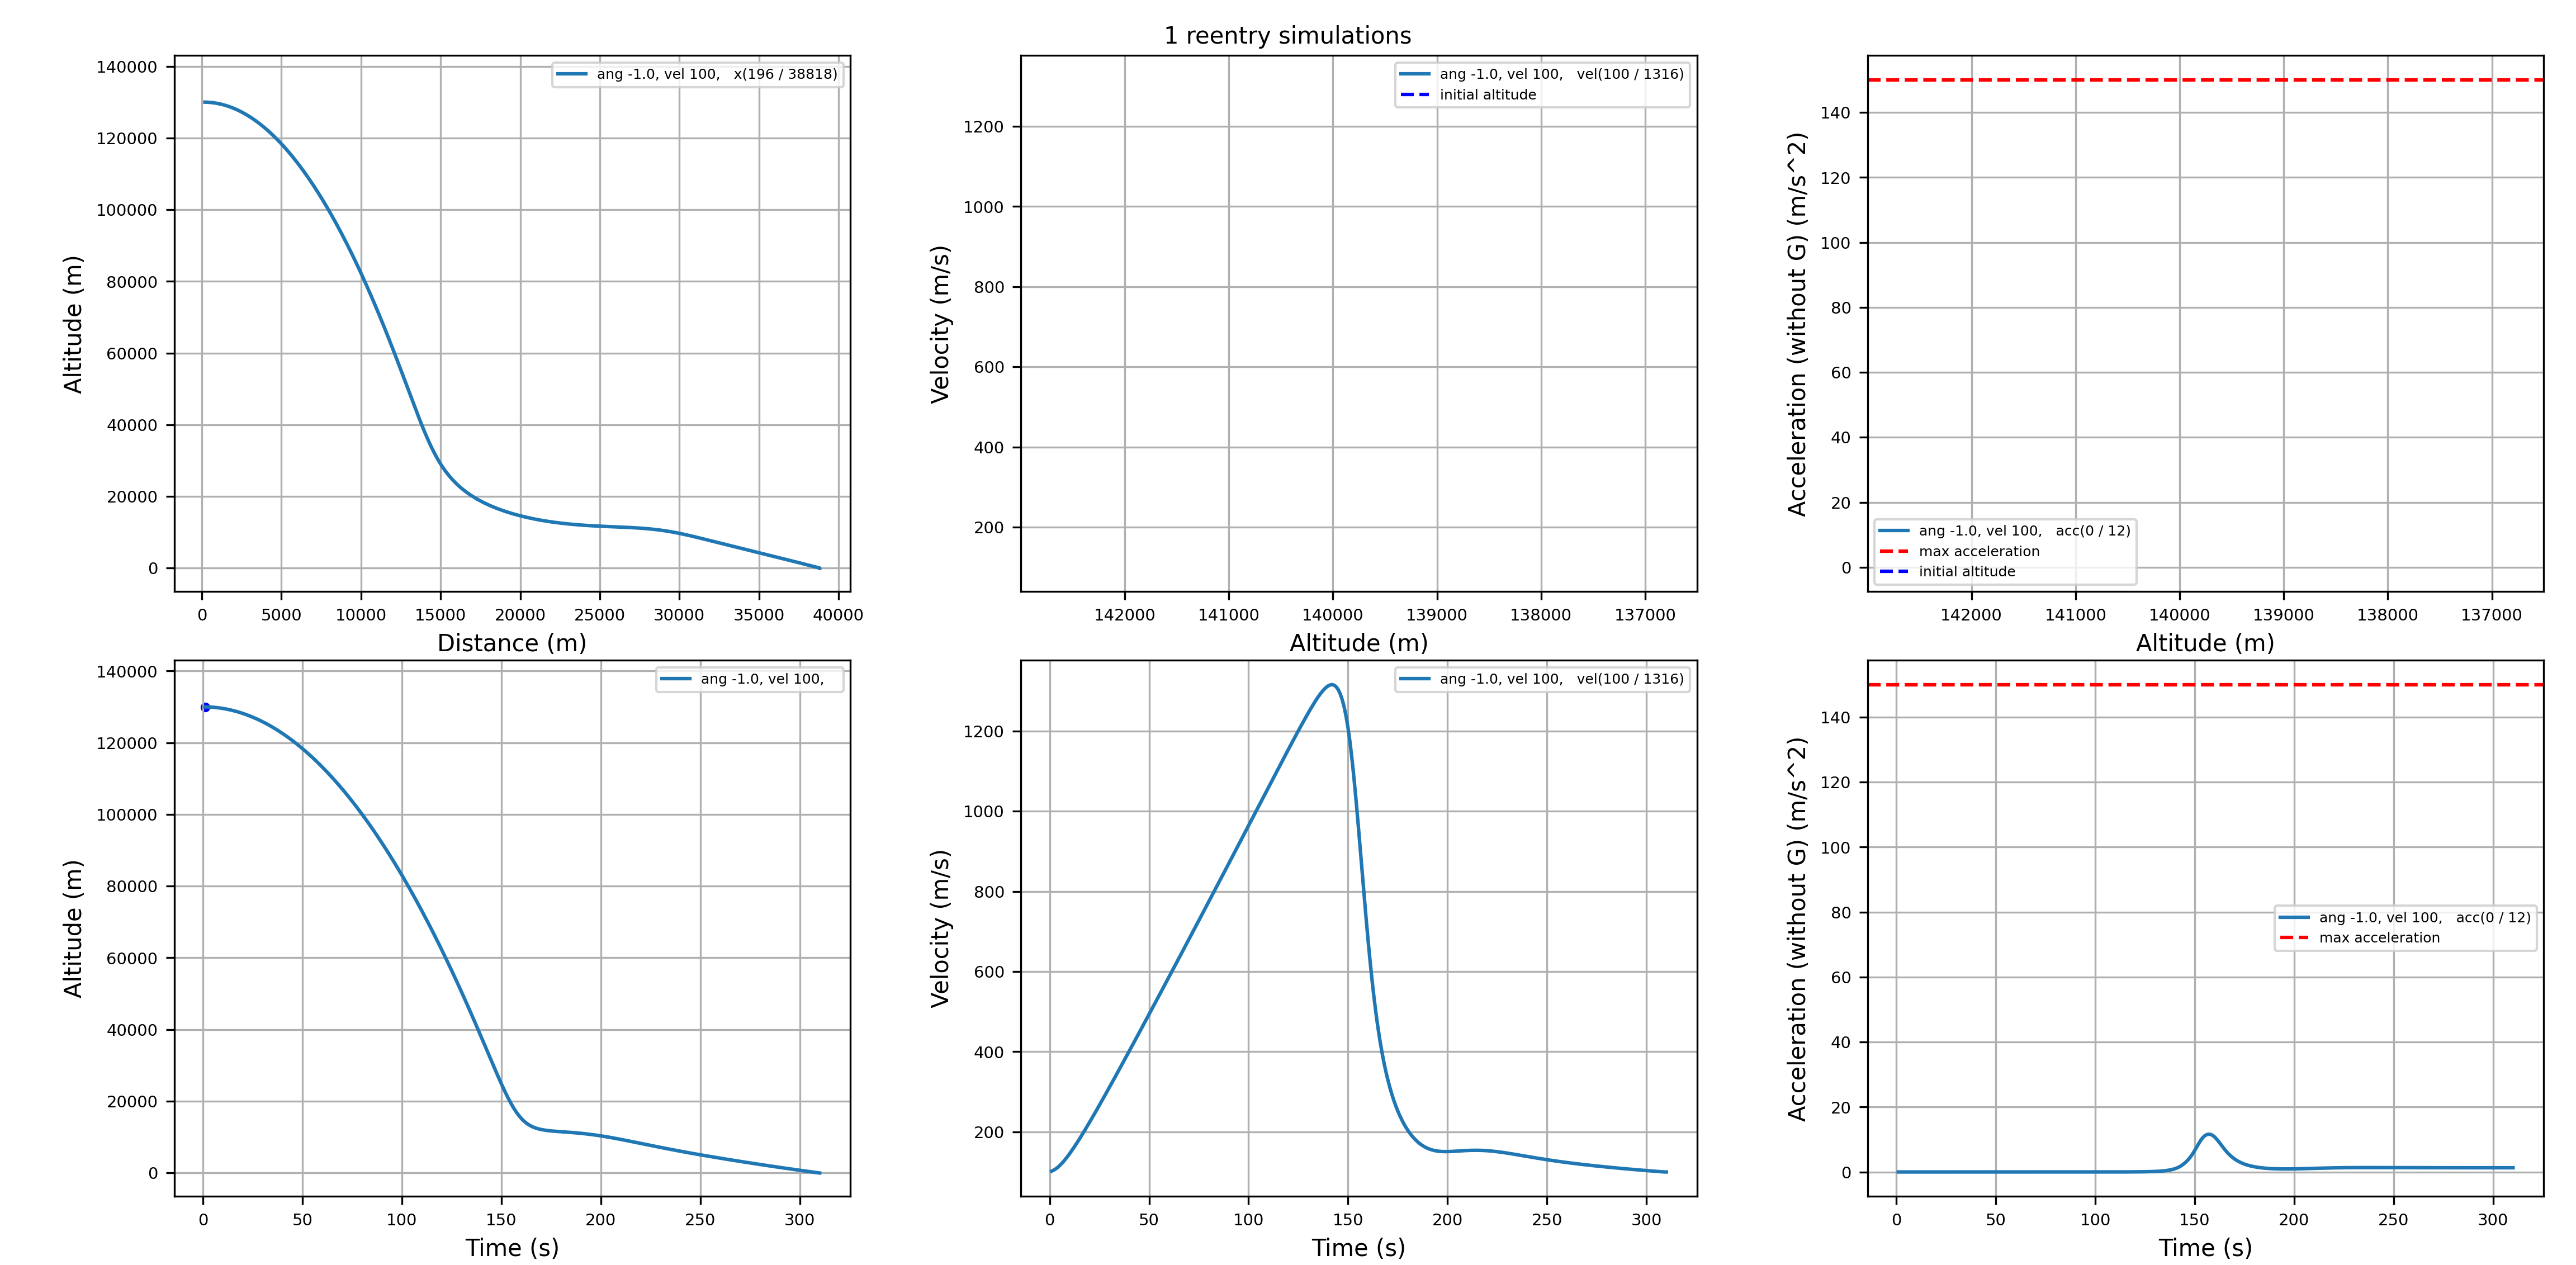 1 reentry simulations
140000
120000
100000
80000
60000
40000
20000
0
Altitude (m)
ang -1.0, vel 100, x(196 / 38818)
0 5000 10000 15000 20000 25000 30000 35000 40000
Distance (m)
1200
1000
800
600
400
200
Velocity (m/s)
ang -1.0, vel 100, vel(100 / 1316)
initial altitude
142000 141000 140000 139000 138000 137000
Altitude (m)
140
120
100
80
60
40
20
0
Acceleration (without G) (m/s^2)
ang -1.0, vel 100, acc(0 / 12)
max acceleration
initial altitude
142000 141000 140000 139000 138000 137000
Altitude (m)
140000
120000
100000
80000
60000
40000
20000
0
Altitude (m)
ang -1.0, vel 100,
0 50 100 150 200 250 300
Time (s)
1200
1000
800
600
400
200
Velocity (m/s)
ang -1.0, vel 100, vel(100 / 1316)
0 50 100 150 200 250 300
Time (s)
140
120
100
80
60
40
20
0
Acceleration (without G) (m/s^2)
ang -1.0, vel 100, acc(0 / 12)
max acceleration
0 50 100 150 200 250 300
Time (s)